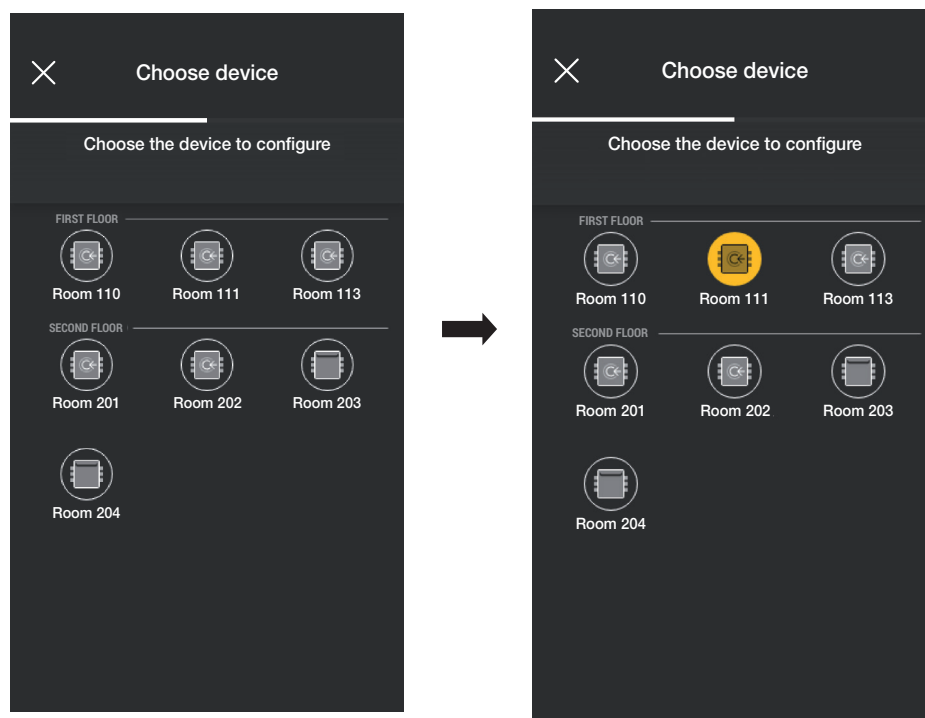 Choose device
Choose the device to configure
FIRST FLOOR
Room 110 Room 111 Room 113
SECOND FLOOR
Room 201 Room 202 Room 203
Room 204
Choose device
Choose the device to configure
FIRST FLOOR
Room 110 Room 111 Room 113
SECOND FLOOR
Room 201 Room 202 Room 203
Room 204